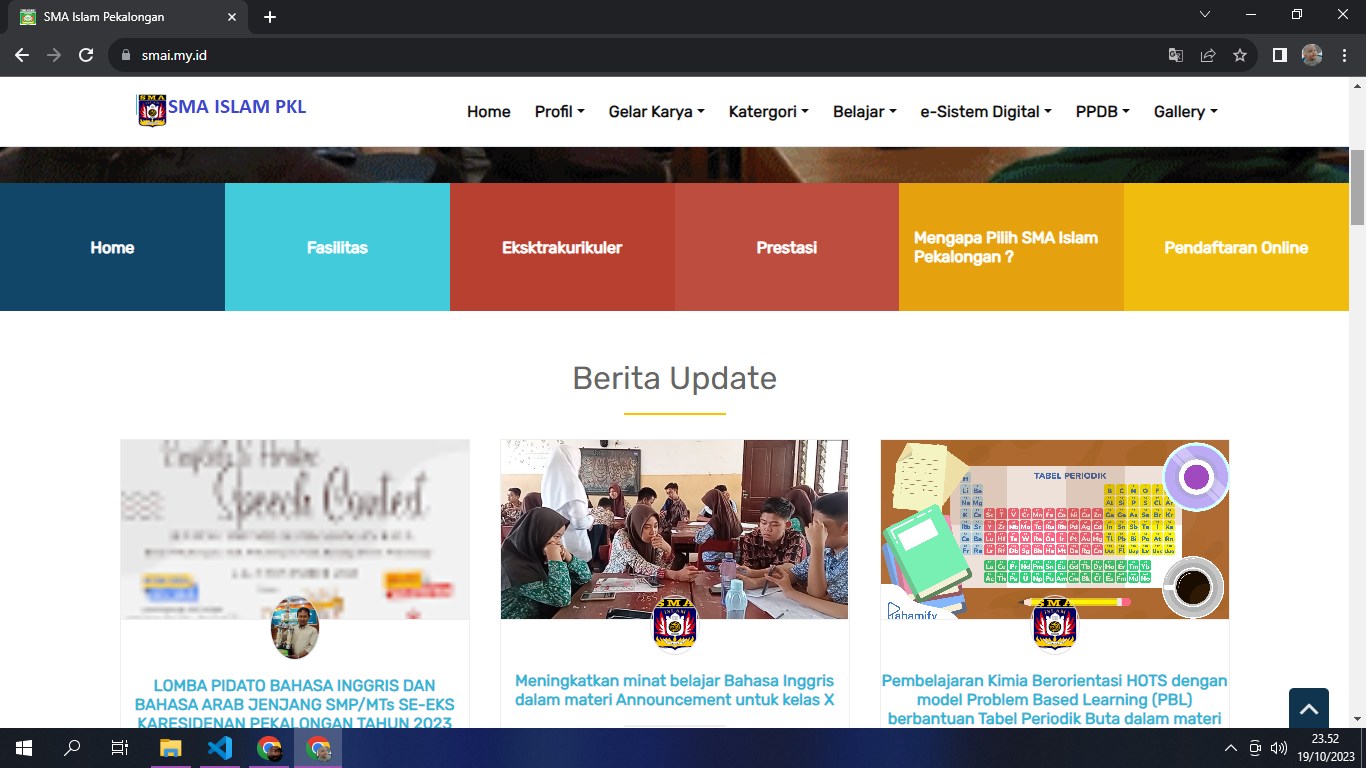 SMA Islam Pekalongan
smai.my.id
SMA ISLAM PKL
Home Profil Gelar Karya Katergori Belajar e-Sistem Digital PPDB Gallery
Home
Fasilitas
Eksktrakurikuler
Prestasi
Mengapa Pilih SMA Islam
Pekalongan ?
Pendaftaran Online
Berita Update
Speech Contest
TABEL PERIODIK
SMA
ISLAM
LOMBA PIDATO BAHASA INGGRIS DAN
BAHASA ARAB JENJANG SMP/MTs SE-EKS
KARESIDENAN PEKALONGAN TAHUN 2023
Meningkatkan minat belajar Bahasa Inggris
dalam materi Announcement untuk kelas X
Pembelajaran Kimia Berorientasi HOTS dengan
model Problem Based Learning (PBL)
berbantuan Tabel Periodik Buta dalam materi
23.52
19/10/2023